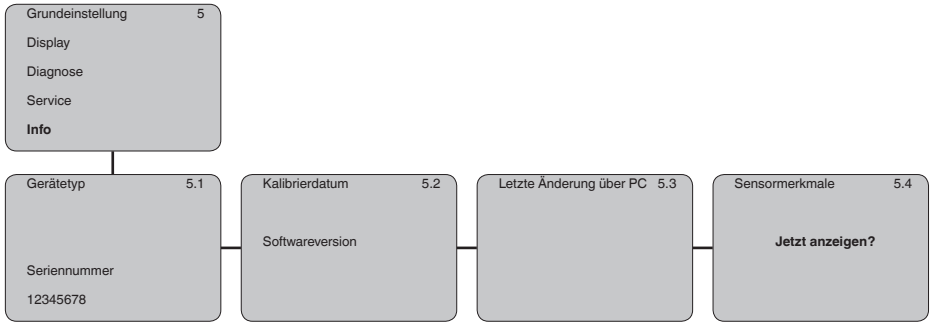 Grundeinstellung 5
Display
Diagnose
Service
Info
Gerätetyp 5.1
Seriennummer
12345678
Kalibrierdatum 5.2
Softwareversion
Letzte Änderung über PC 5.3
Sensormerkmale 5.4
Jetzt anzeigen?